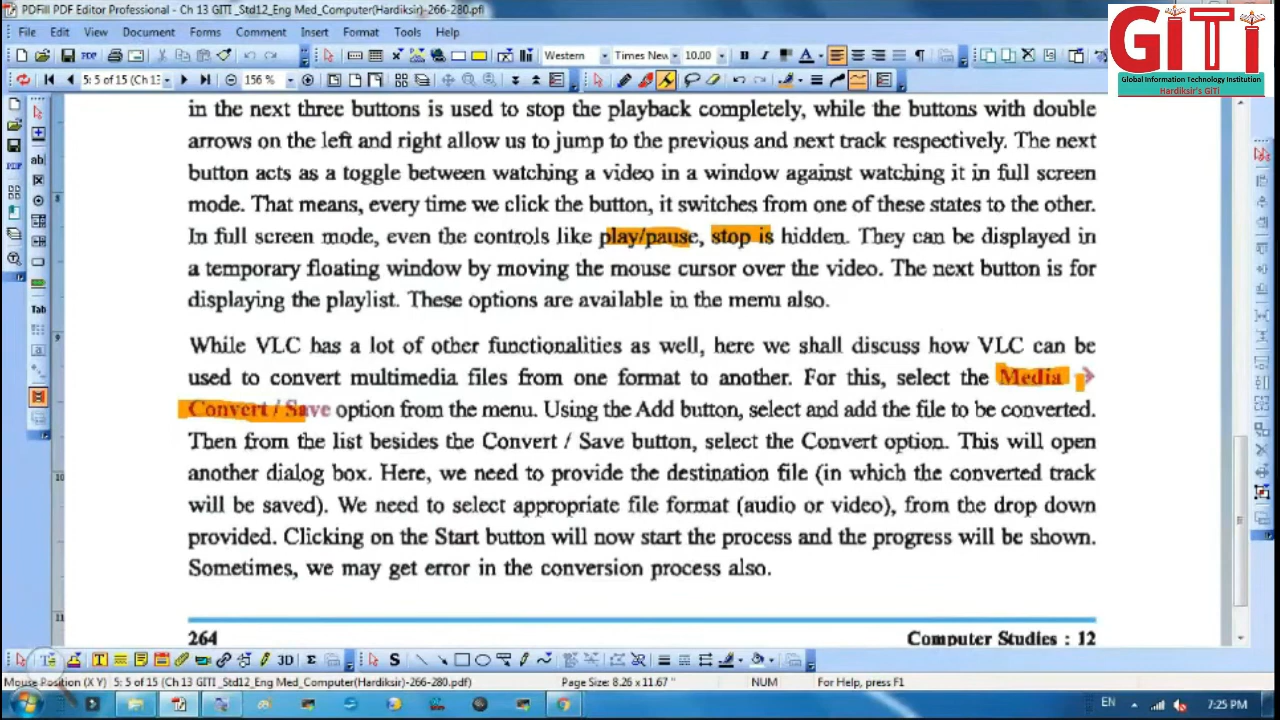 PDFill PDF Editor Professional - Ch 13 GITI _Std12_Eng Med_Computer(Hardiksir)-266-280.pfl
File Edit View Document Forms Comment Insert Format Tools Help
PDF Western Times New 10.00 B I A
5: 5 of 15 (Ch 13 156 %
GiTi
Global Information Technology Institution
Hardiksir's GiTi
in the next three buttons is used to stop the playback completely, while the buttons with double
arrows on the left and right allow us to jump to the previous and next track respectively. The next
button acts as a toggle between watching a video in a window against watching it in full screen
mode. That means, every time we click the button, it switches from one of these states to the other.
In full screen mode, even the controls like play/pause, stop is hidden. They can be displayed in
a temporary floating window by moving the mouse cursor over the video. The next button is for
displaying the playlist. These options are available in the menu also.
While VLC has a lot of other functionalities as well, here we shall discuss how VLC can be
used to convert multimedia files from one format to another. For this, select the Media →
Convert / Save option from the menu. Using the Add button, select and add the file to be converted.
Then from the list besides the Convert / Save button, select the Convert option. This will open
another dialog box. Here, we need to provide the destination file (in which the converted track
will be saved). We need to select appropriate file format (audio or video), from the drop down
provided. Clicking on the Start button will now start the process and the progress will be shown.
Sometimes, we may get error in the conversion process also.
264 Computer Studies : 12
PDF
ab
Tab
8
9
10
11
T 3D Σ S
Mouse Position (X Y) 5: 5 of 15 (Ch 13 GITI _Std12_Eng Med_Computer(Hardiksir)-266-280.pdf) Page Size: 8.26 x 11.67 " NUM For Help, press F1
EN 7:25 PM